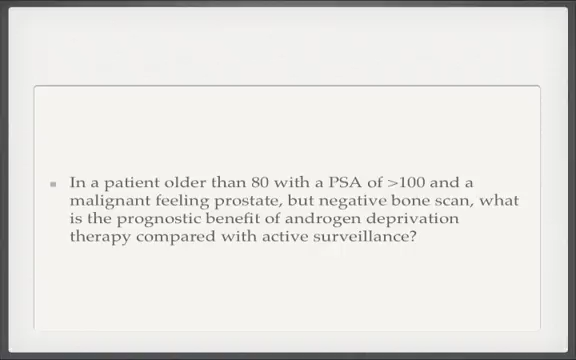 In a patient older than 80 with a PSA of >100 and a
malignant feeling prostate, but negative bone scan, what
is the prognostic benefit of androgen deprivation
therapy compared with active surveillance?